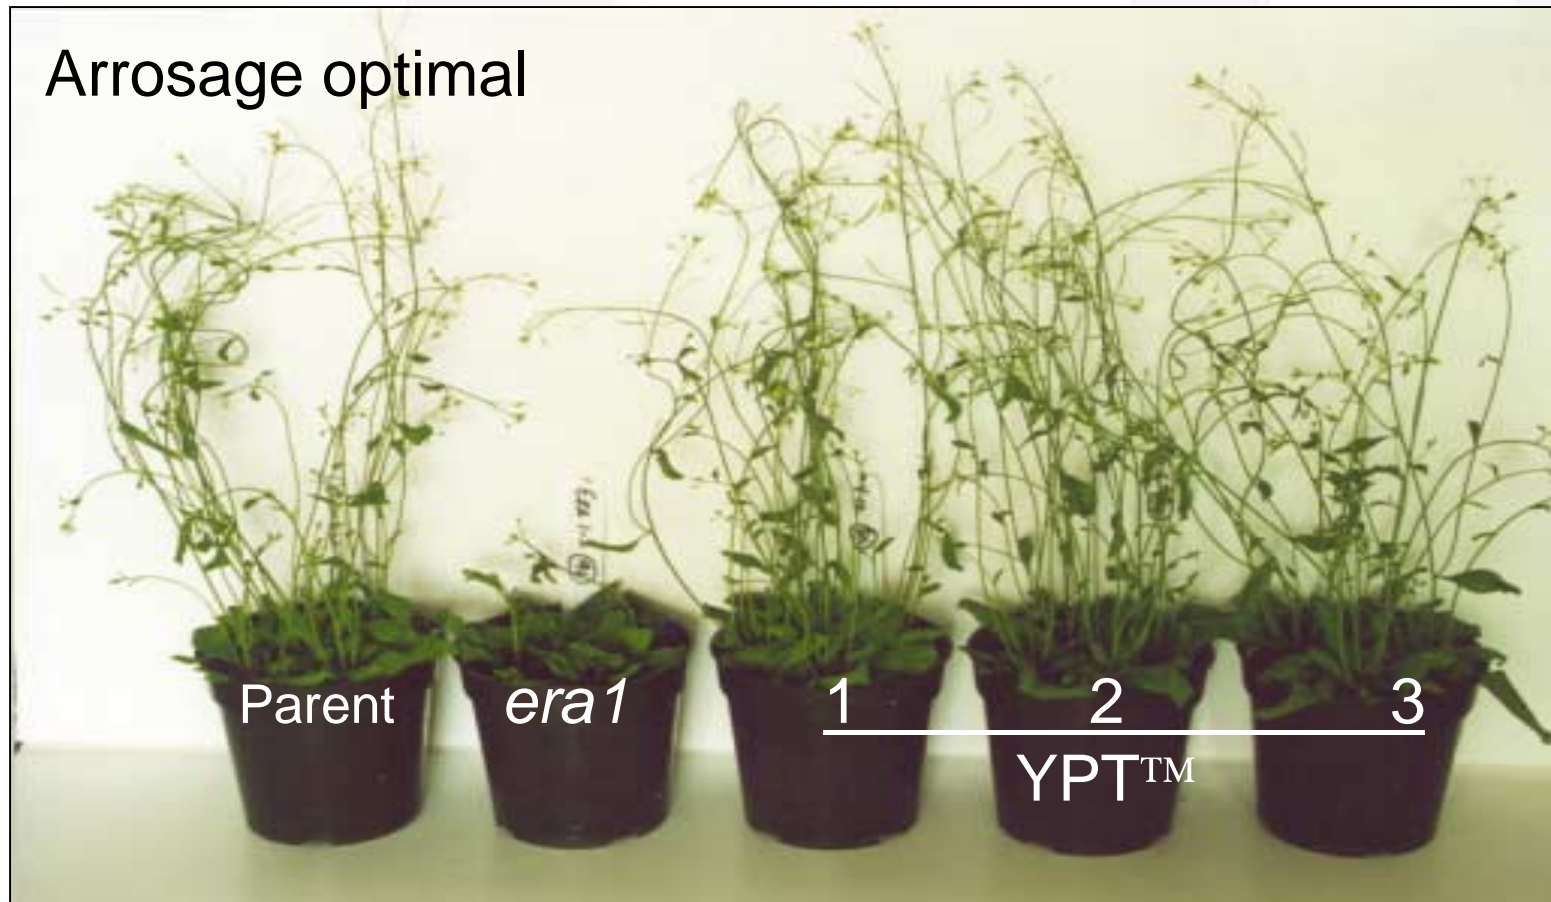 Arrosage optimal
Parent
era1
1
2
3
YPT™